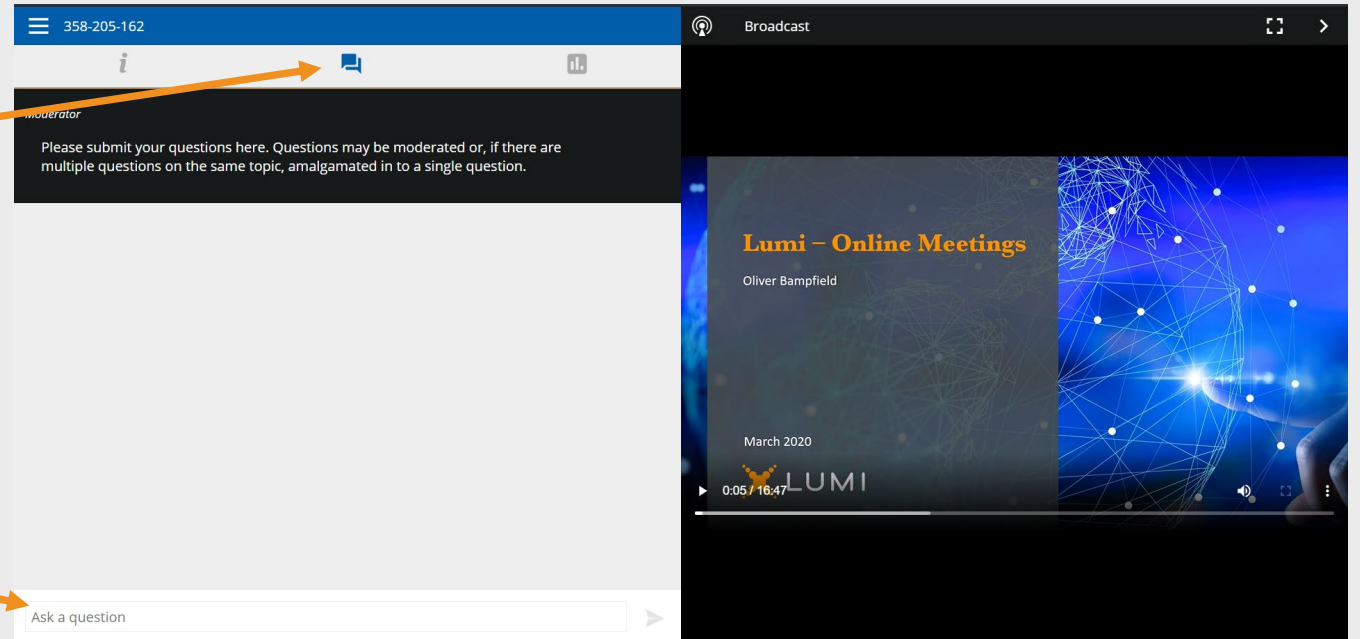 358-205-162
Moderator
Please submit your questions here. Questions may be moderated or, if there are
multiple questions on the same topic, amalgamated in to a single question.
Ask a question
Broadcast
Lumi – Online Meetings
Oliver Bampfield
March 2020
LUMI
0:05 / 16:47